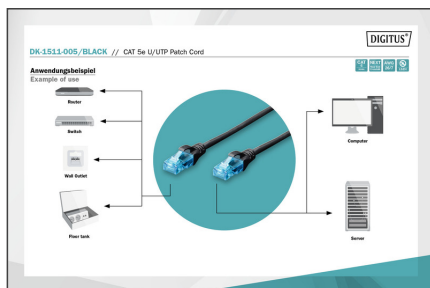 DIGITUS®
DK-1511-005/BLACK // CAT 5e U/UTP Patch Cord
Anwendungsbeispiel
Example of use
Router
Switch
Wall Outlet
Floor tank
Computer
Server